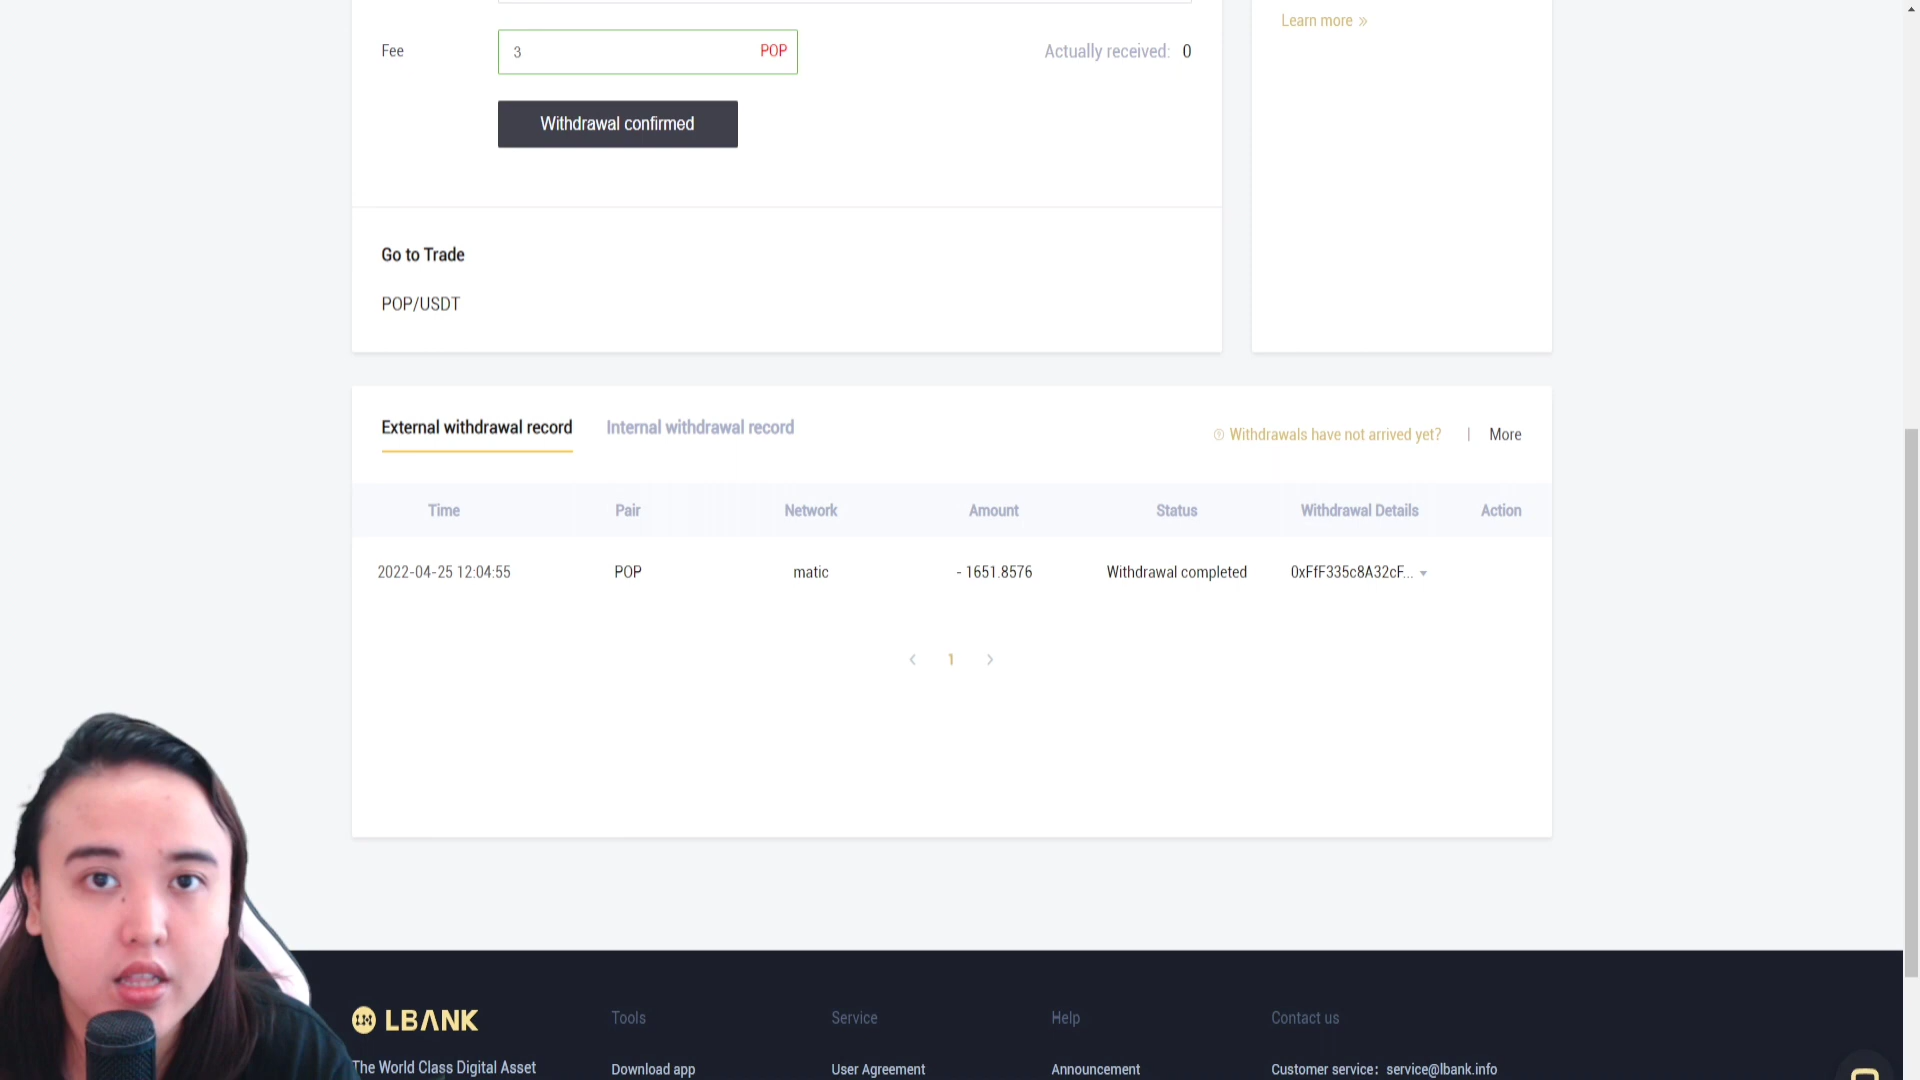 Learn more »
Fee
3
POP
Actually received: 0
Withdrawal confirmed
Go to Trade
POP/USDT
External withdrawal record
Internal withdrawal record
Withdrawals have not arrived yet?
|
More
Time
Pair
Network
Amount
Status
Withdrawal Details
Action
2022-04-25 12:04:55
POP
matic
- 1651.8576
Withdrawal completed
0xFfF335c8A32cF...
1
LBANK
Tools
Service
Help
Contact us
The World Class Digital Asset
Download app
User Agreement
Announcement
Customer service: service@lbank.info